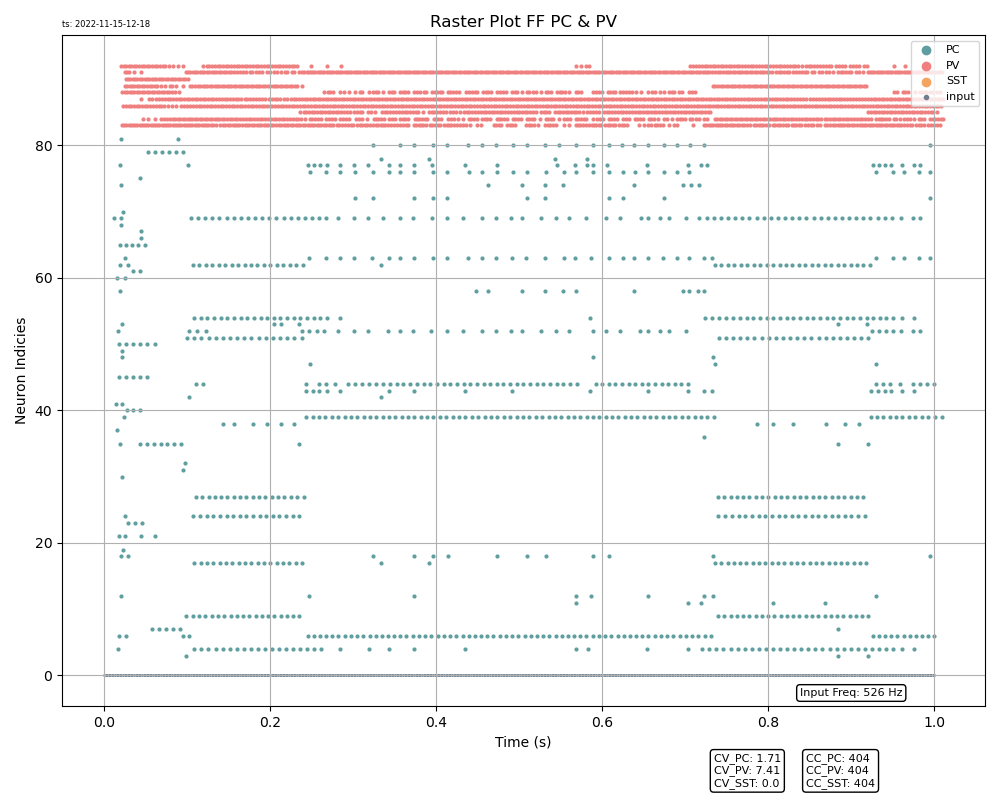 ts: 2022-11-15-12-18
Raster Plot FF PC & PV
PC
PV
SST
input
80
60
40
20
0
Neuron Indicies
0.0 0.2 0.4 0.6 0.8 1.0
Time (s)
Input Freq: 526 Hz
CV_PC: 1.71
CV_PV: 7.41
CV_SST: 0.0
CC_PC: 404
CC_PV: 404
CC_SST: 404